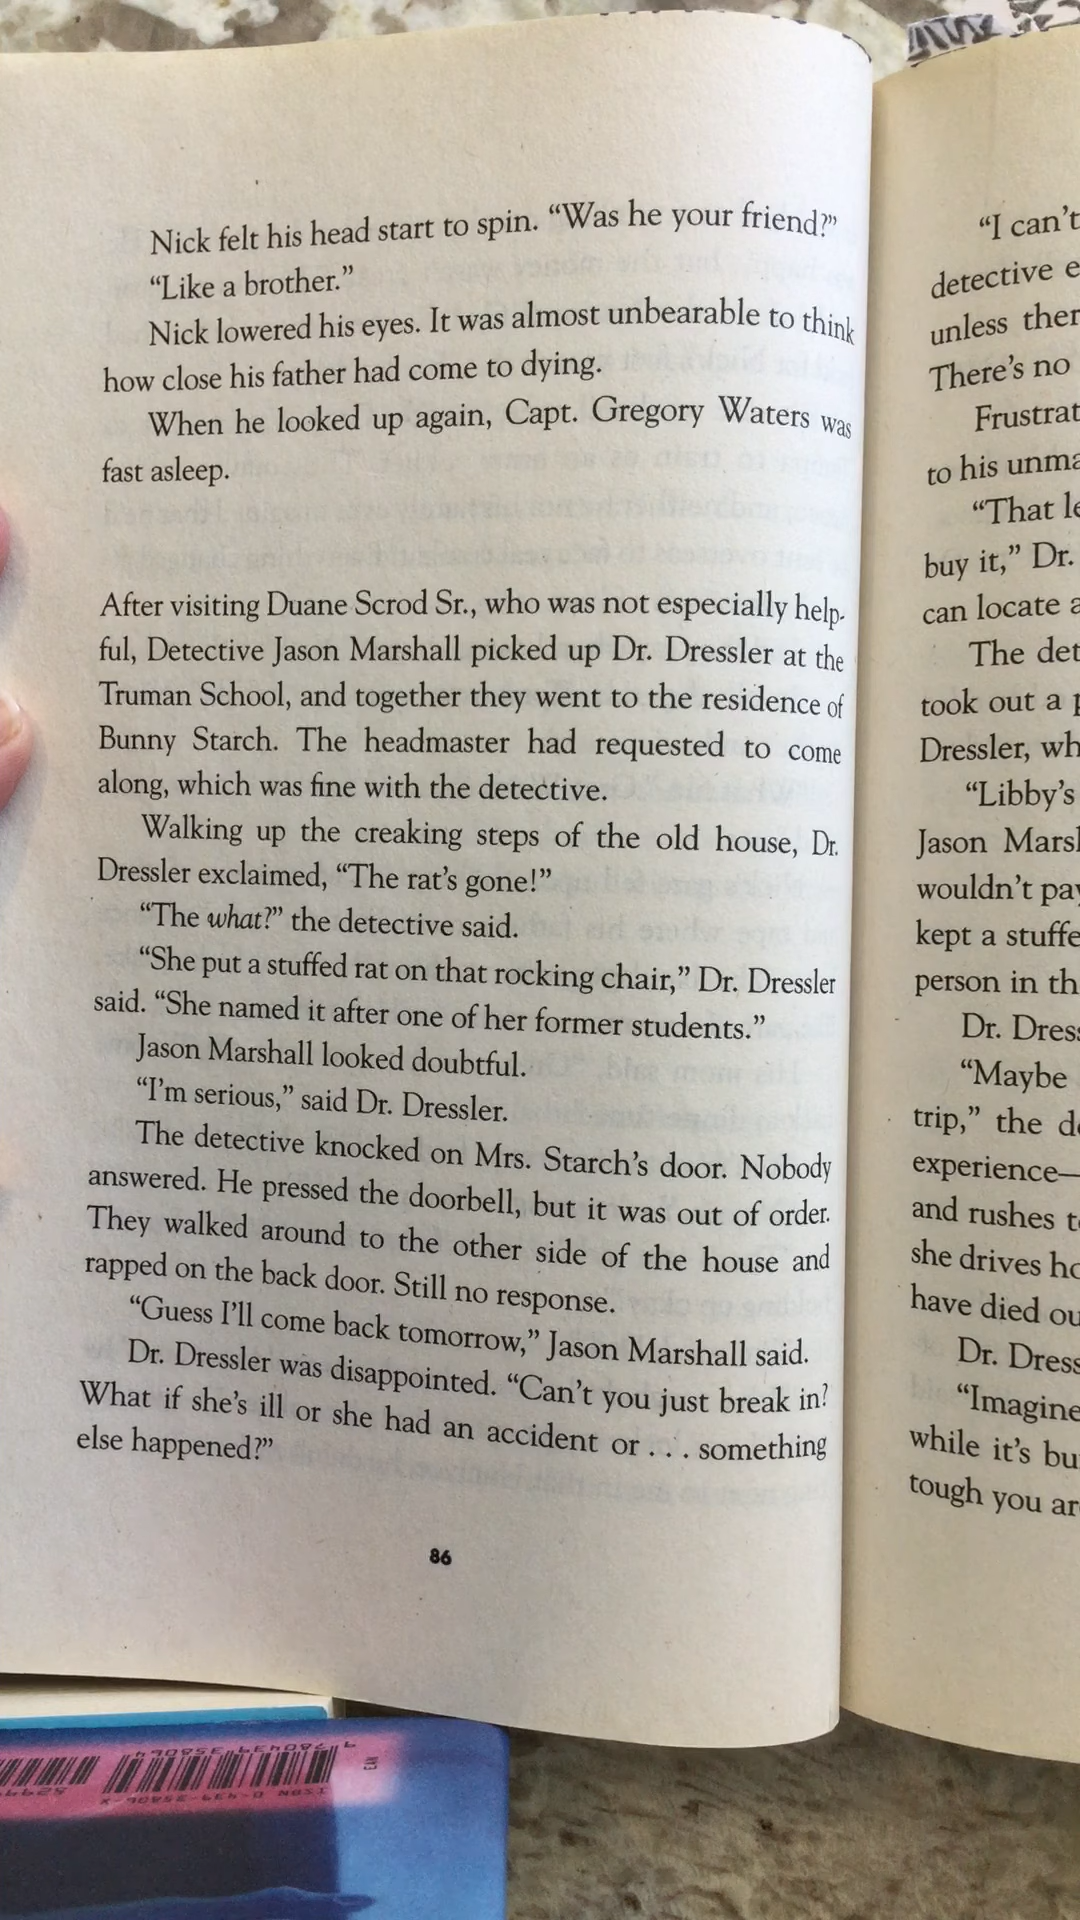 Nick felt his head start to spin. “Was he your friend?”
“Like a brother.”
Nick lowered his eyes. It was almost unbearable to think
how close his father had come to dying.
When he looked up again, Capt. Gregory Waters was
fast asleep.
After visiting Duane Scrod Sr., who was not especially help-
ful, Detective Jason Marshall picked up Dr. Dressler at the
Truman School, and together they went to the residence of
Bunny Starch. The headmaster had requested to come
along, which was fine with the detective.
Walking up the creaking steps of the old house, Dr.
Dressler exclaimed, “The rat’s gone!”
“The what?” the detective said.
“She put a stuffed rat on that rocking chair,” Dr. Dressler
said. “She named it after one of her former students.”
Jason Marshall looked doubtful.
“I’m serious,” said Dr. Dressler.
The detective knocked on Mrs. Starch’s door. Nobody
answered. He pressed the doorbell, but it was out of order.
They walked around to the other side of the house and
rapped on the back door. Still no response.
“Guess I’ll come back tomorrow,” Jason Marshall said.
Dr. Dressler was disappointed. “Can’t you just break in?
What if she’s ill or she had an accident or . . . something
else happened?”
86
“I can’t
detective e
unless ther
There’s no
Frustrat
to his unma
“That le
buy it,” Dr.
can locate a
The det
took out a p
Dressler, wh
“Libby’s
Jason Marsh
wouldn’t pay
kept a stuffe
person in th
Dr. Dress
“Maybe
trip,” the de
experience—
and rushes to
she drives ho
have died ou
Dr. Dress
“Imagine
while it’s bu
tough you are
EAN